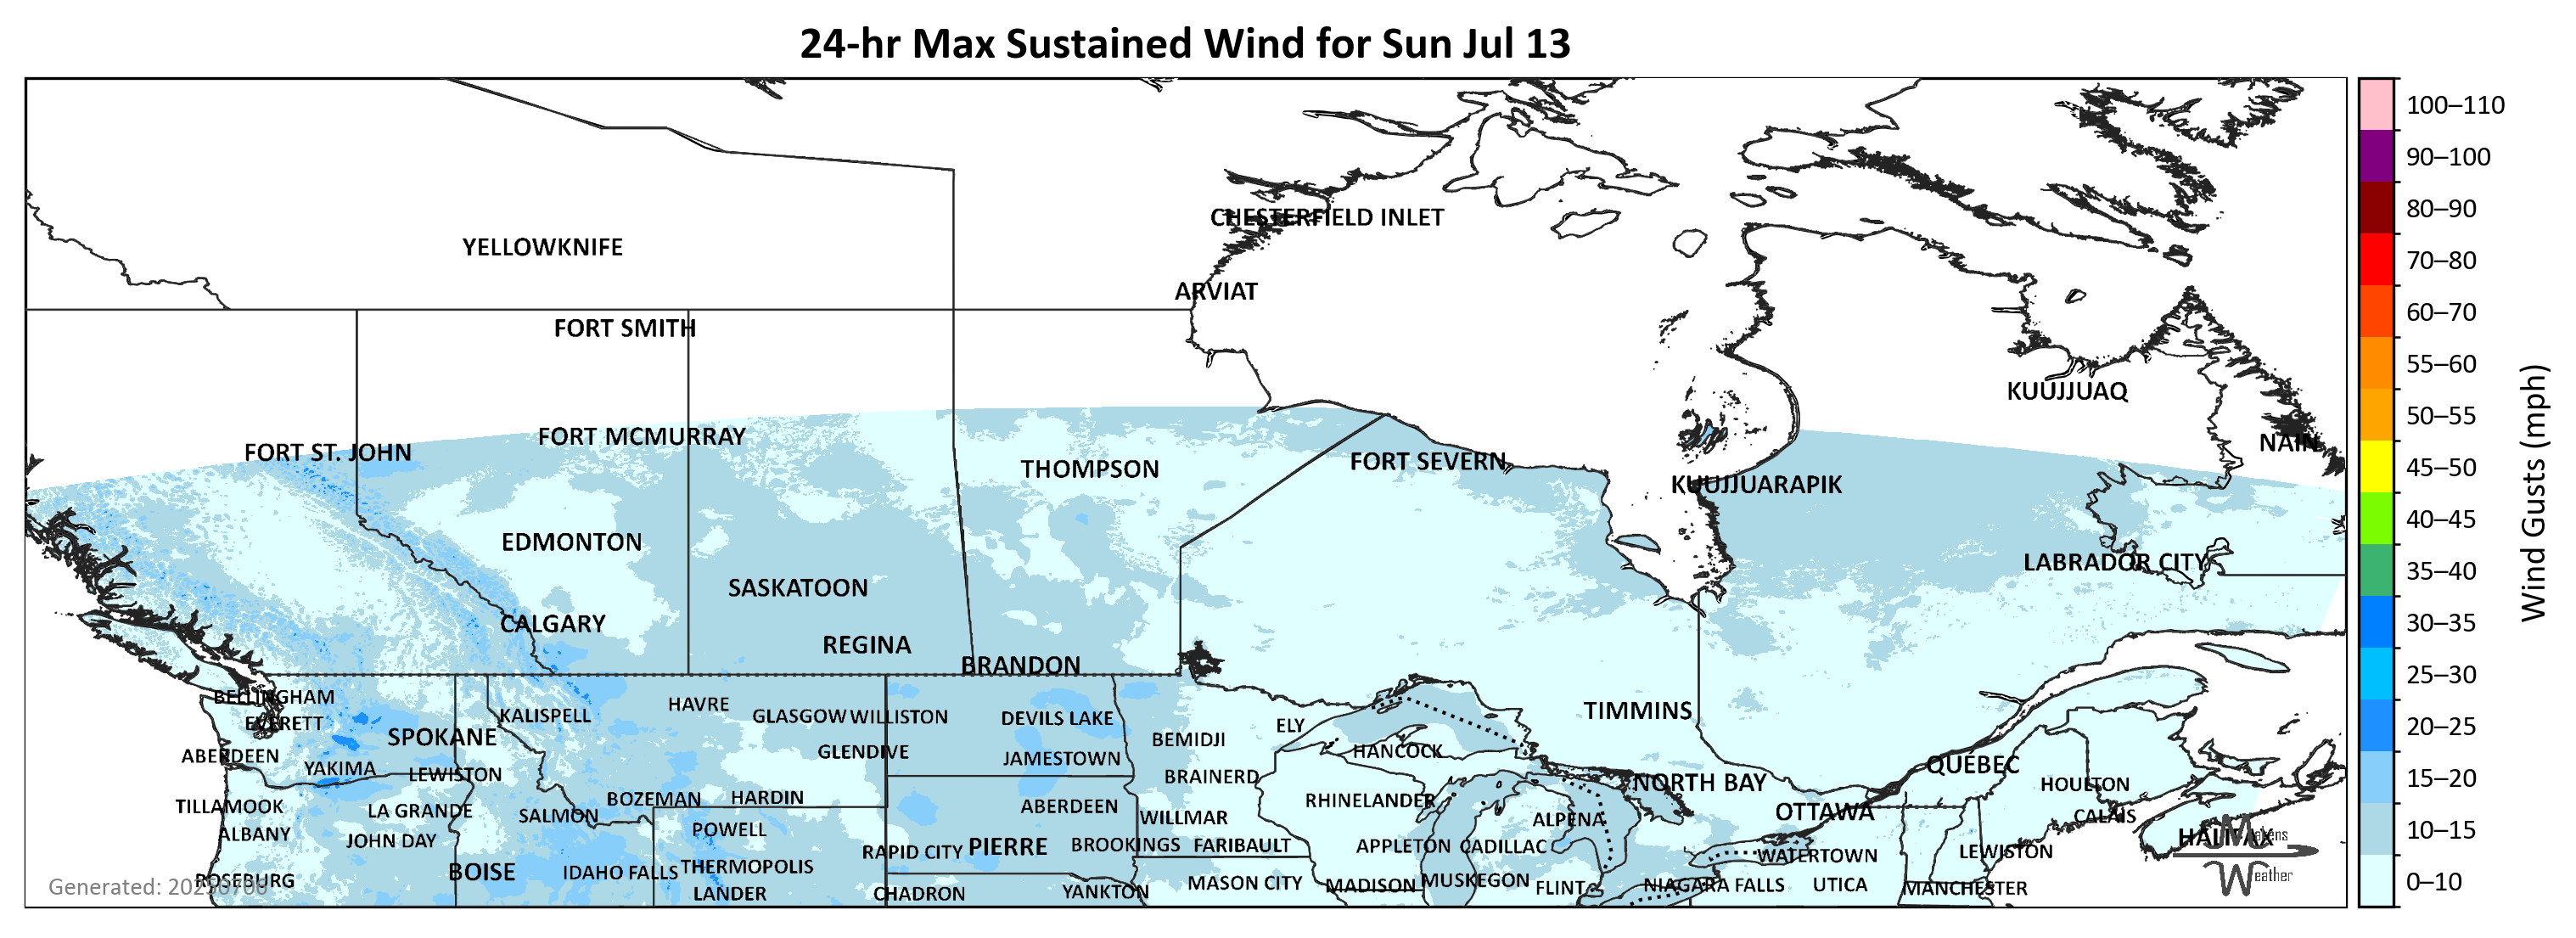 24-hr Max Sustained Wind for Sun Jul 13
100–110
90–100
80–90
70–80
60–70
55–60
50–55
45–50
40–45
35–40
30–35
25–30
20–25
15–20
10–15
0–10
Wind Gusts (mph)
CHESTERFIELD INLET
YELLOWKNIFE
ARVIAT
FORT SMITH
KUUJJUAQ
FORT MCMURRAY
NAIN
FORT ST. JOHN
FORT SEVERN
THOMPSON
KUUJJUARAPIK
EDMONTON
LABRADOR CITY
SASKATOON
CALGARY
REGINA
BRANDON
BELLINGHAM
HAVRE
TIMMINS
KALISPELL
GLASGOW
WILLISTON
DEVILS LAKE
EVERETT
ELY
SPOKANE
BEMIDJI
HANCOCK
GLENDIVE
ABERDEEN
JAMESTOWN
QUÉBEC
YAKIMA
LEWISTON
BRAINERD
NORTH BAY
HOULTON
BOZEMAN
HARDIN
RHINELANDER
TILLAMOOK
ABERDEEN
LA GRANDE
OTTAWA
SALMON
CALAIS
WILLMAR
ALPENA
POWELL
ALBANY
HALIFAX
JOHN DAY
BROOKINGS
FARIBAULT
APPLETON
CADILLAC
PIERRE
RAPID CITY
LEWISTON
WATERTOWN
THERMOPOLIS
BOISE
IDAHO FALLS
ROSEBURG
MUSKEGON
MASON CITY
NIAGARA FALLS
UTICA
MADISON
FLINT
MANCHESTER
YANKTON
LANDER
CHADRON
Makens
Weather